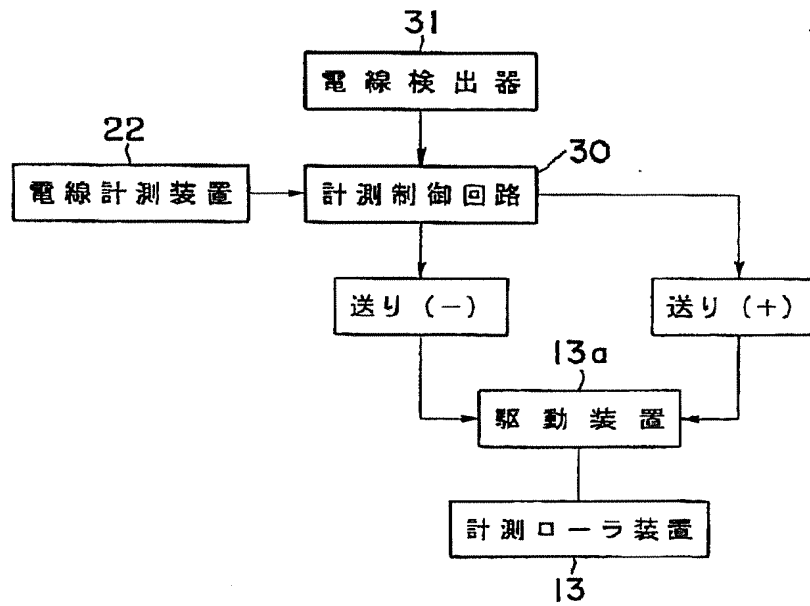 31
電線検出器
22
30
電線計測装置
計測制御回路
送り(−)
送り(+)
13a
駆動装置
計測ローラ装置
13